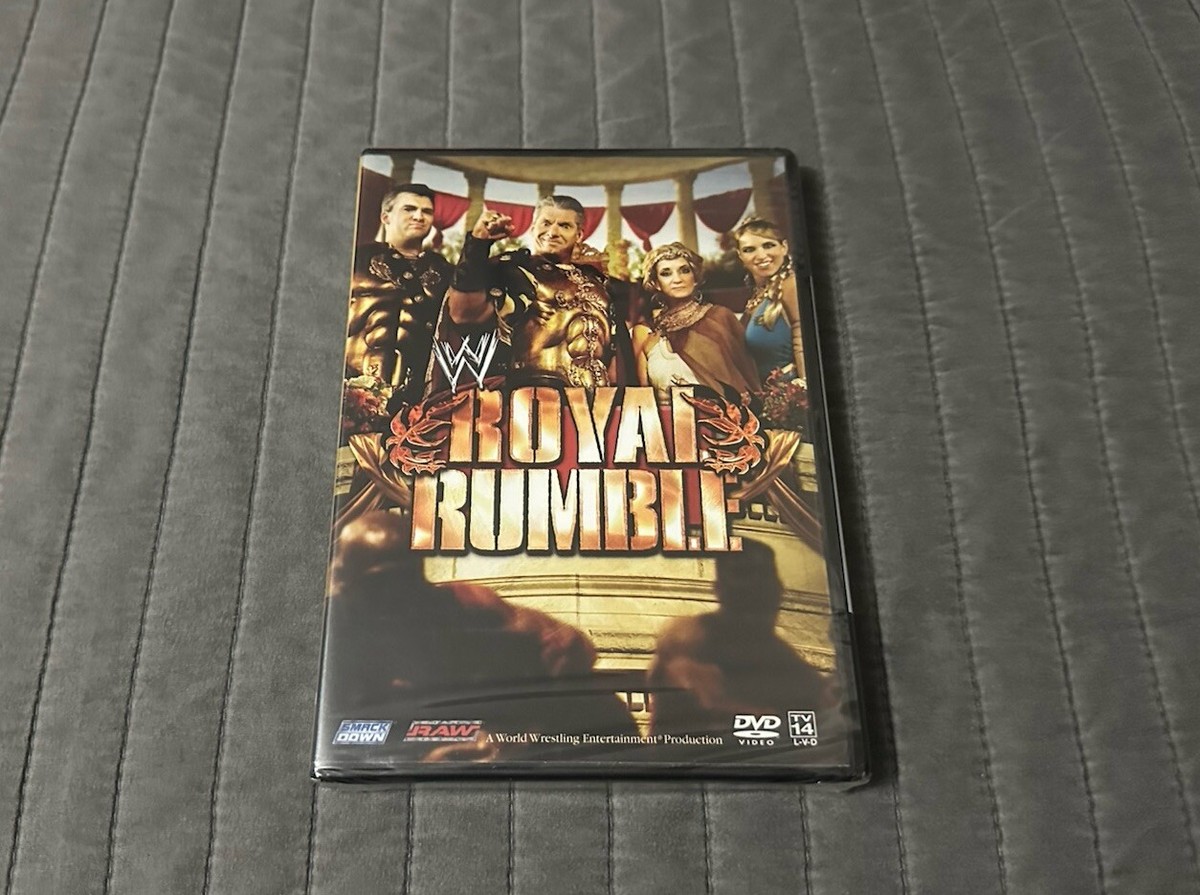 W
ROYAL
RUMBLE
SMACK
DOWN
RAW
A World Wrestling Entertainment® Production
DVD
VIDEO
TV
14
L-V-D